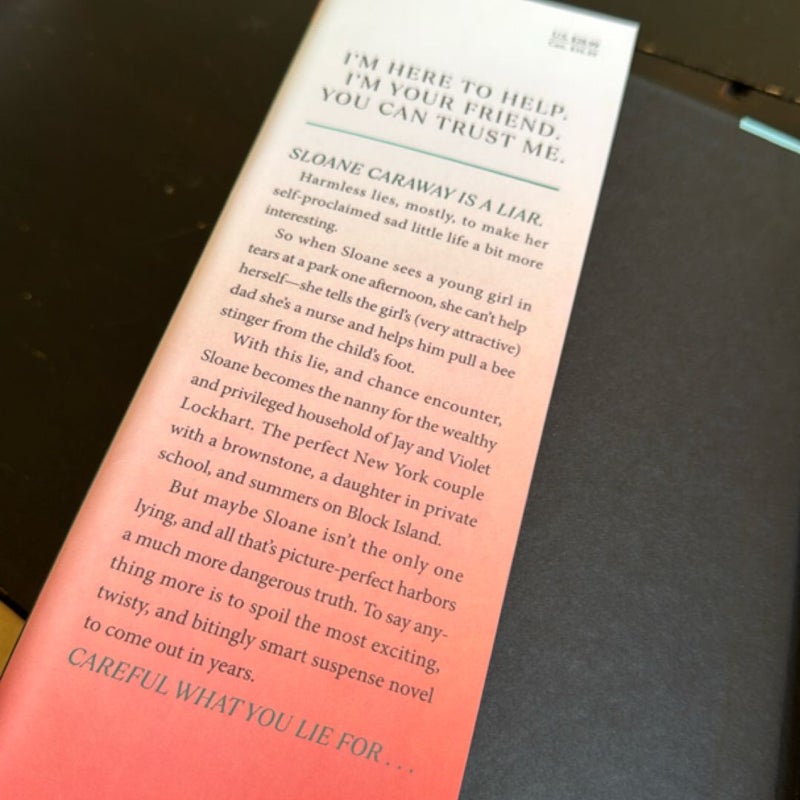 U.S. $28.99
I'M HERE TO HELP.
I'M YOUR FRIEND.
YOU CAN TRUST ME.
SLOANE CARAWAY IS A LIAR.
Harmless lies, mostly, to make her
self-proclaimed sad little life a bit more
interesting.
So when Sloane sees a young girl in
tears at a park one afternoon, she can't help
herself—she tells the girl's (very attractive)
dad she's a nurse and helps him pull a bee
stinger from the child's foot.
With this lie, and chance encounter,
Sloane becomes the nanny for the wealthy
and privileged household of Jay and Violet
Lockhart. The perfect New York couple
with a brownstone, a daughter in private
school, and summers on Block Island.
But maybe Sloane isn't the only one
lying, and all that's picture-perfect harbors
a much more dangerous truth. To say any-
thing more is to spoil the most exciting,
twisty, and bitingly smart suspense novel
to come out in years.
CAREFUL WHAT YOU LIE FOR . . .